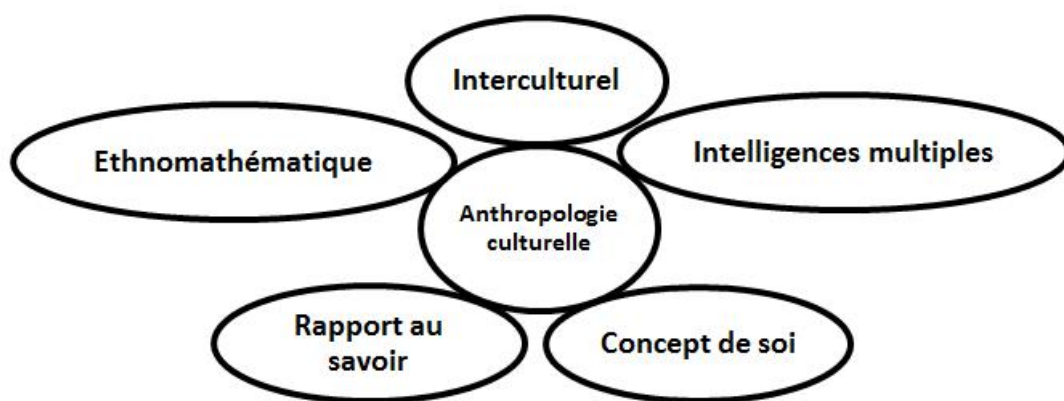 Interculturel
Ethnomathématique
Intelligences multiples
Anthropologie
culturelle
Rapport au
savoir
Concept de soi